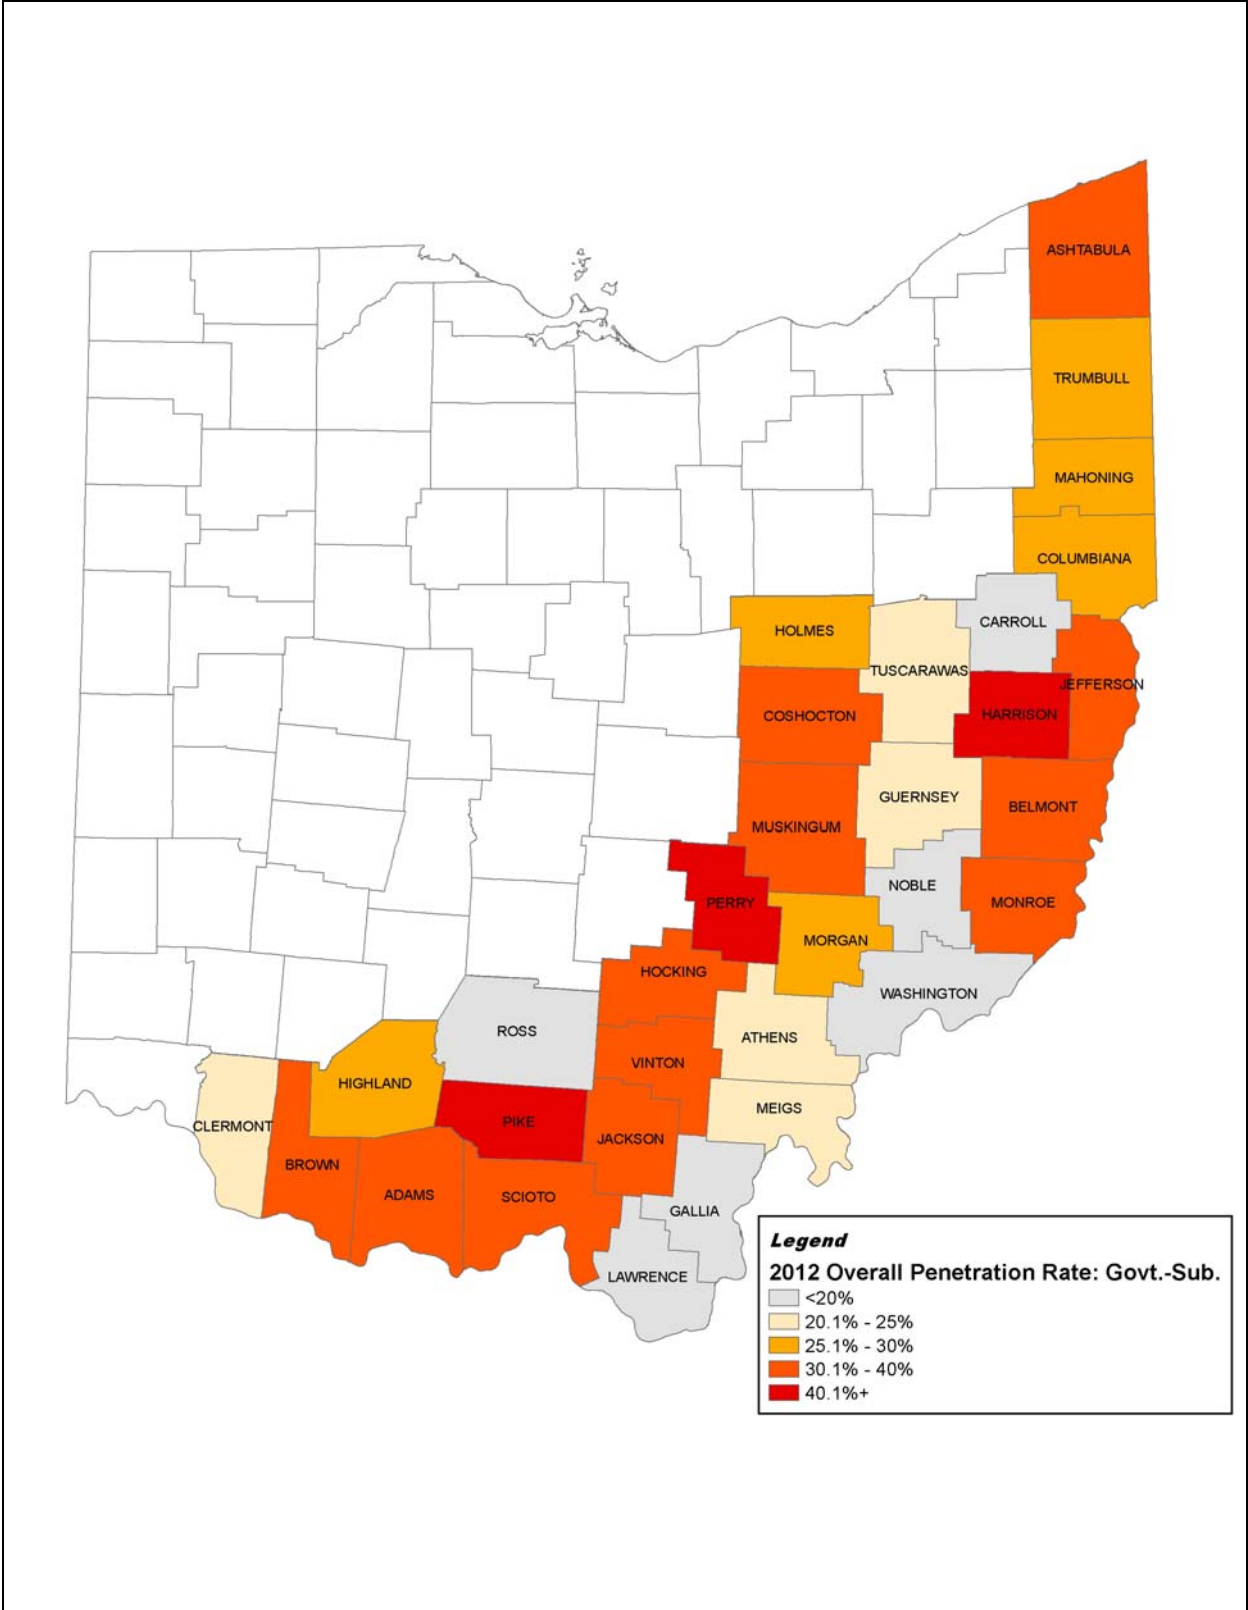 ASHTABULA
TRUMBULL
MAHONING
COLUMBIANA
CARROLL
HOLMES
TUSCARAWAS
JEFFERSON
HARRISON
COSHOCTON
GUERNSEY
BELMONT
MUSKINGUM
NOBLE
MONROE
PERRY
MORGAN
HOCKING
WASHINGTON
ROSS
ATHENS
VINTON
HIGHLAND
MEIGS
PIKE
CLERMONT
JACKSON
BROWN
ADAMS
SCIOTO
GALLIA
LAWRENCE
Legend
2012 Overall Penetration Rate: Govt.-Sub.
<20%
20.1% - 25%
25.1% - 30%
30.1% - 40%
40.1%+